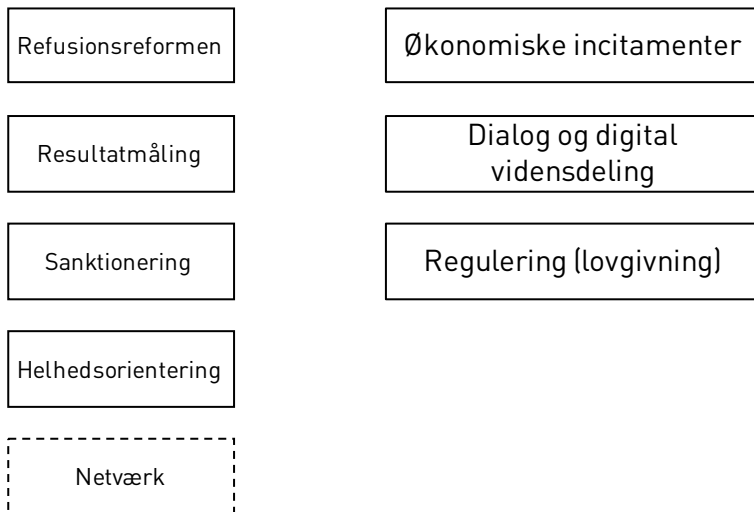 Refusionsreformen
Økonomiske incitamenter
Resultatmåling
Dialog og digital
vidensdeling
Sanktionering
Regulering (lovgivning)
Helhedsorientering
Netværk